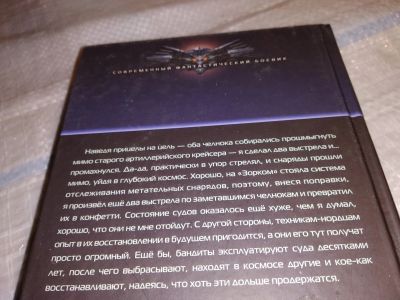 СОВРЕМЕННЫЙ ФАНТАСТИЧЕСКИЙ БОЕВИК
Наведя прицелы на цель — оба челнока собирались прошмыгнуть
мимо старого артиллерийского крейсера — я сделал два выстрела и...
промахнулся. Да-да, практически в упор стрелял, и снаряды прошли
мимо, уйдя в глубокий космос. Хорошо, на «Зорком» стояла система
отслеживания метательных снарядов, поэтому, внеся поправки,
я произвёл ещё два выстрела по заметавшимся челнокам и превратил
их в конфетти. Состояние судов оказалось ещё хуже, чем я думал,
хорошо, что они не мне отойдут. С другой стороны, техникам-нордцам
опыт в их восстановлении в будущем пригодится, а они его тут получат
просто огромный. Ещё бы, бандиты эксплуатируют суда десятками
лет, после чего выбрасывают, находят в космосе другие и кое-как
восстанавливают, надеясь, что хоть эти дольше продержатся.